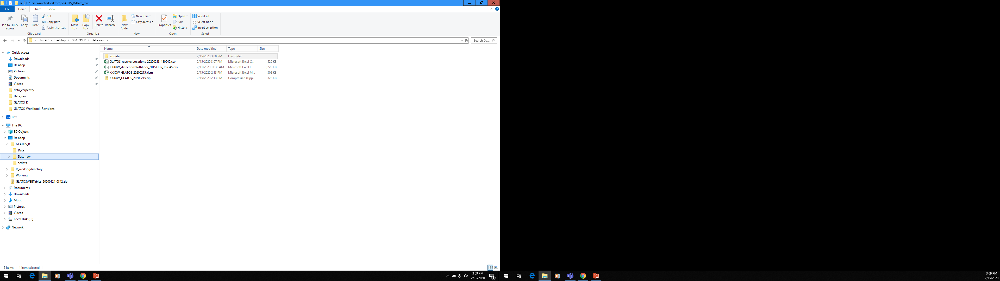 C:\Users\nnate\Desktop\GLATOS_R\Data_raw
File Home Share View
Pin to Quick access
Copy
Paste
Cut
Copy path
Paste shortcut
Clipboard
Move to
Copy to
Delete
Rename
Organize
New folder
New item
Easy access
New
Properties
Open
Edit
History
Open
Select all
Select none
Invert selection
Select
This PC > Desktop > GLATOS_R > Data_raw >
Search Da...
Quick access
Downloads
Desktop
Pictures
Documents
Videos
data_carpentry
Data_raw
GLATOS_R
GLATOS_Workbook_Revisions
Box
This PC
3D Objects
Desktop
GLATOS_R
Data
Data_raw
scripts
R_workingdirectory
Working
GLATOSWEBTables_20200124_0842.zip
Documents
Downloads
Music
Pictures
Videos
Local Disk (C:)
Network
Name Date modified Type Size
extdata 2/15/2020 3:08 PM File folder
GLATOS_receiverLocations_20200213_180649.csv 2/15/2020 3:07 PM Microsoft Excel C... 1,520 KB
XXXXW_detectionsWithLocs_20151105_165345.csv 2/11/2020 11:36 AM Microsoft Excel C... 1,220 KB
XXXXW_GLATOS_20200215.xlsm 2/15/2020 2:13 PM Microsoft Excel M... 302 KB
XXXXW_GLATOS_20200215.zip 2/15/2020 2:13 PM Compressed (zipp... 322 KB
5 items 1 item selected
3:09 PM
2/15/2020
1
3:09 PM
2/15/2020